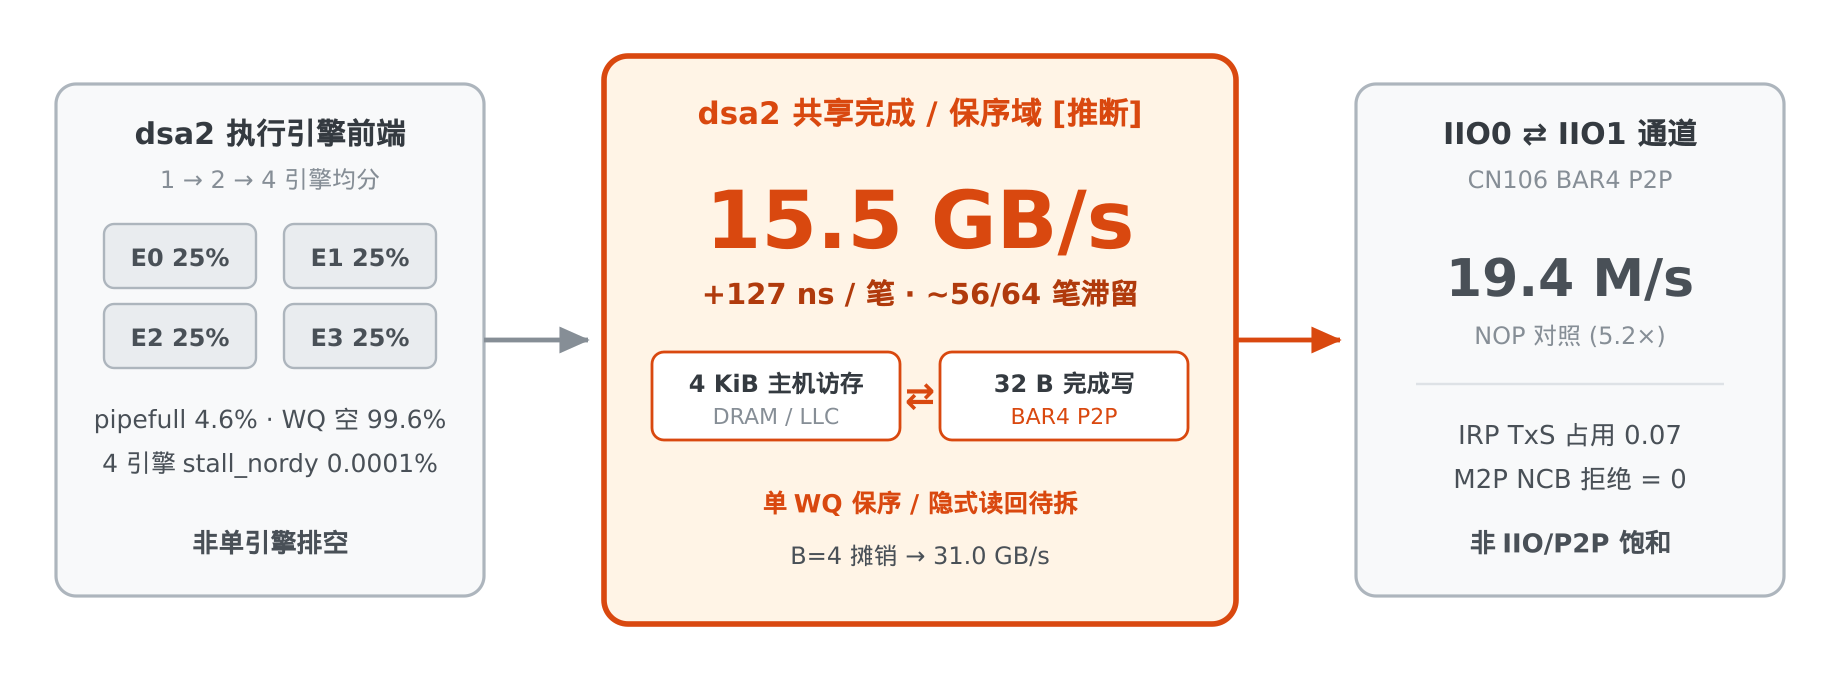 dsa2 执行引擎前端
1 → 2 → 4 引擎均分
E0 25%
E1 25%
E2 25%
E3 25%
pipefull 4.6% · WQ 空 99.6%
4 引擎 stall_nordy 0.0001%
非单引擎排空
dsa2 共享完成 / 保序域 [推断]
15.5 GB/s
+127 ns / 笔 · ~56/64 笔滞留
4 KiB 主机访存
DRAM / LLC
⇄
32 B 完成写
BAR4 P2P
单 WQ 保序 / 隐式读回待拆
B=4 摊销 → 31.0 GB/s
IIO0 ⇄ IIO1 通道
CN106 BAR4 P2P
19.4 M/s
NOP 对照 (5.2×)
IRP TxS 占用 0.07
M2P NCB 拒绝 = 0
非 IIO/P2P 饱和